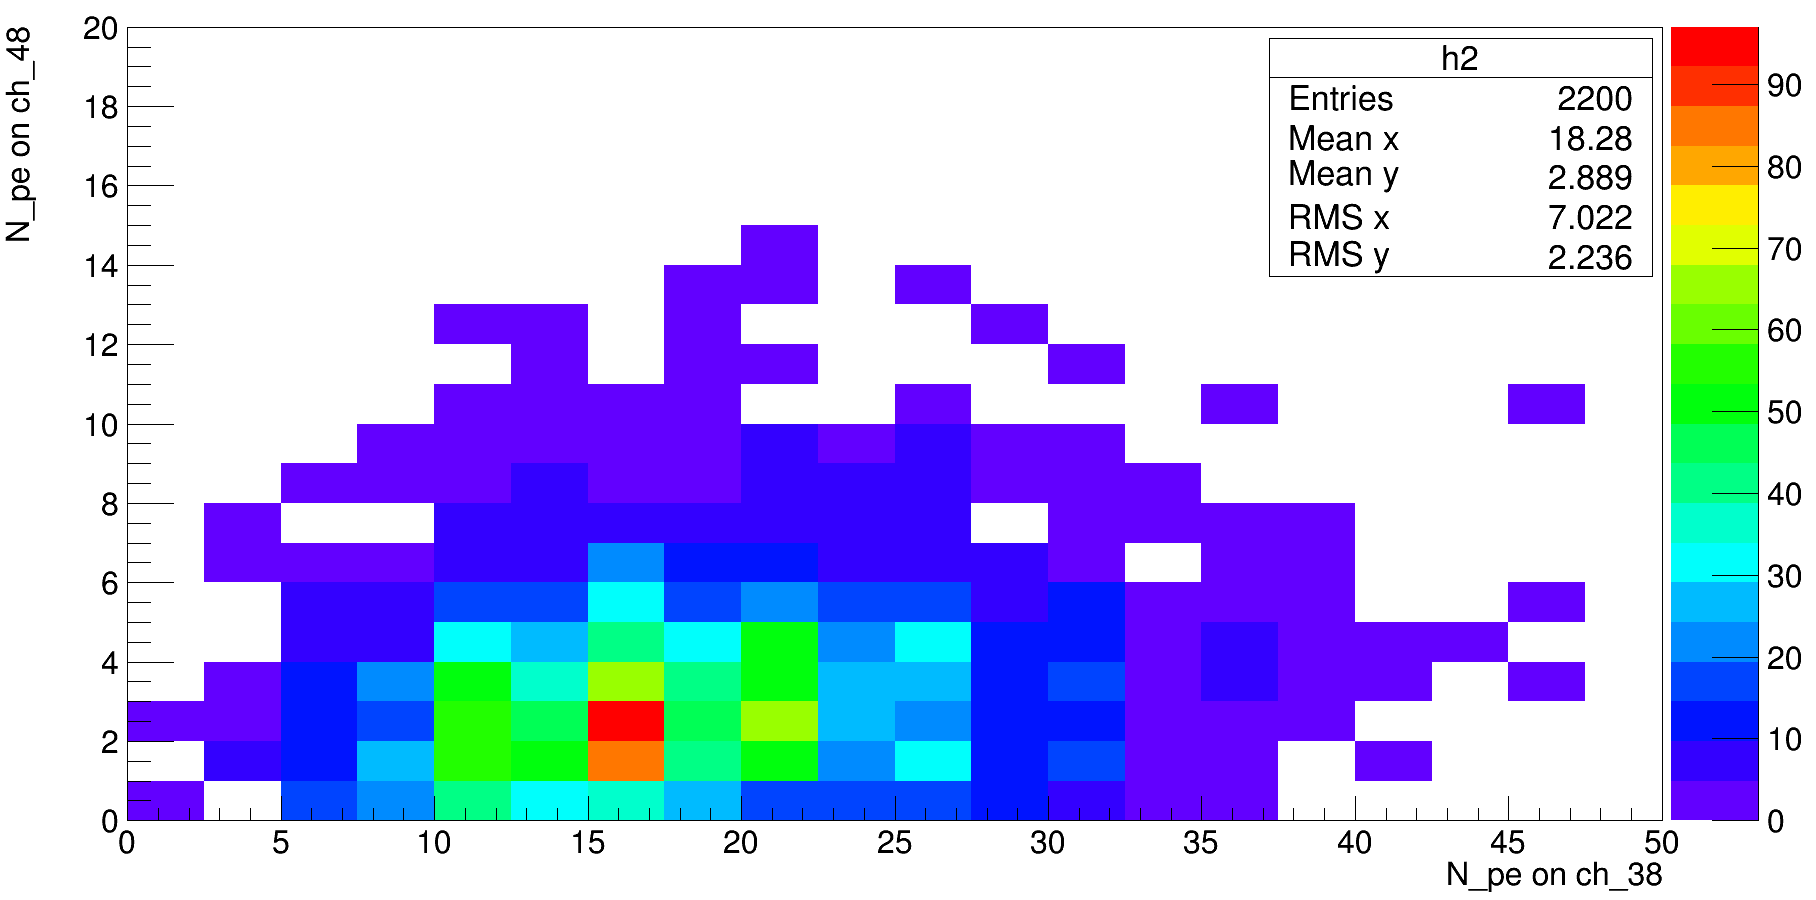 N_pe on ch_48
20
18
16
14
12
10
8
6
4
2
0
0 5 10 15 20 25 30 35 40 45 50
N_pe on ch_38
h2
Entries 2200
Mean x 18.28
Mean y 2.889
RMS x 7.022
RMS y 2.236
90
80
70
60
50
40
30
20
10
0